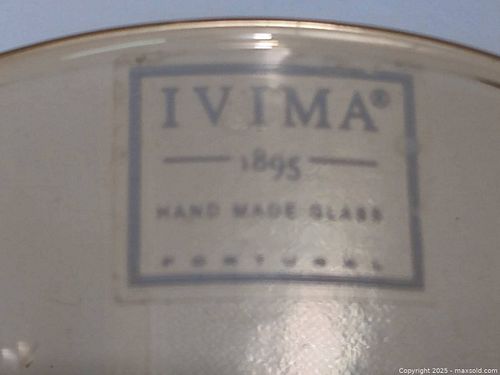 IVIMA®
1895
HAND MADE GLASS
PORTUGAL
Copyright © 2025 - maxsold.com